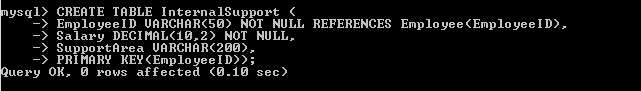 mysql> CREATE TABLE InternalSupport (
    -> EmployeeID VARCHAR(50) NOT NULL REFERENCES Employee(EmployeeID),
    -> Salary DECIMAL(10,2) NOT NULL,
    -> SupportArea VARCHAR(200),
    -> PRIMARY KEY(EmployeeID));
Query OK, 0 rows affected (0.10 sec)